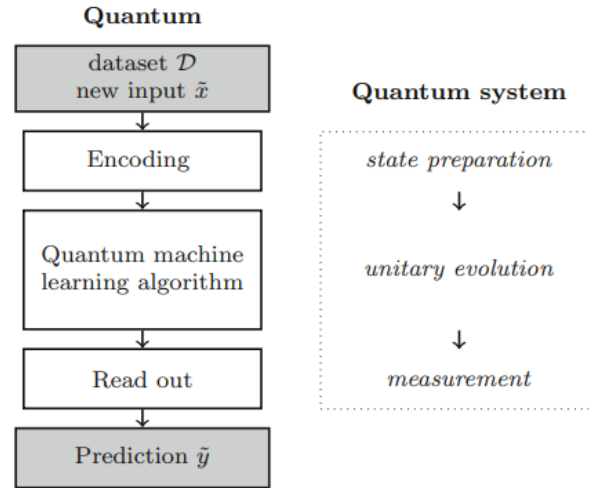 Quantum
dataset 𝒟
new input x̃
Encoding
Quantum machine
learning algorithm
Read out
Prediction ỹ
Quantum system
state preparation
unitary evolution
measurement